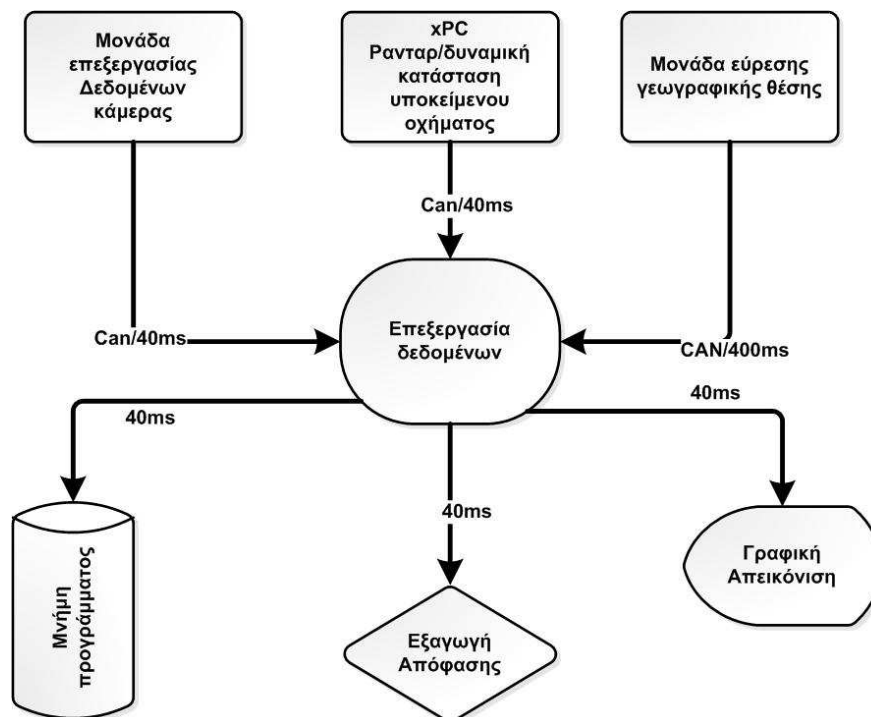 Μονάδα
επεξεργασίας
Δεδομένων
κάμερας
xPC
Ρανταρ/δυναμική
κατάσταση
υποκείμενου
οχήματος
Μονάδα εύρεσης
γεωγραφικής θέσης
Can/40ms
Can/40ms
CAN/400ms
Επεξεργασία
δεδομένων
40ms
40ms
40ms
Μνήμη
προγράμματος
Εξαγωγή
Απόφασης
Γραφική
Απεικόνιση